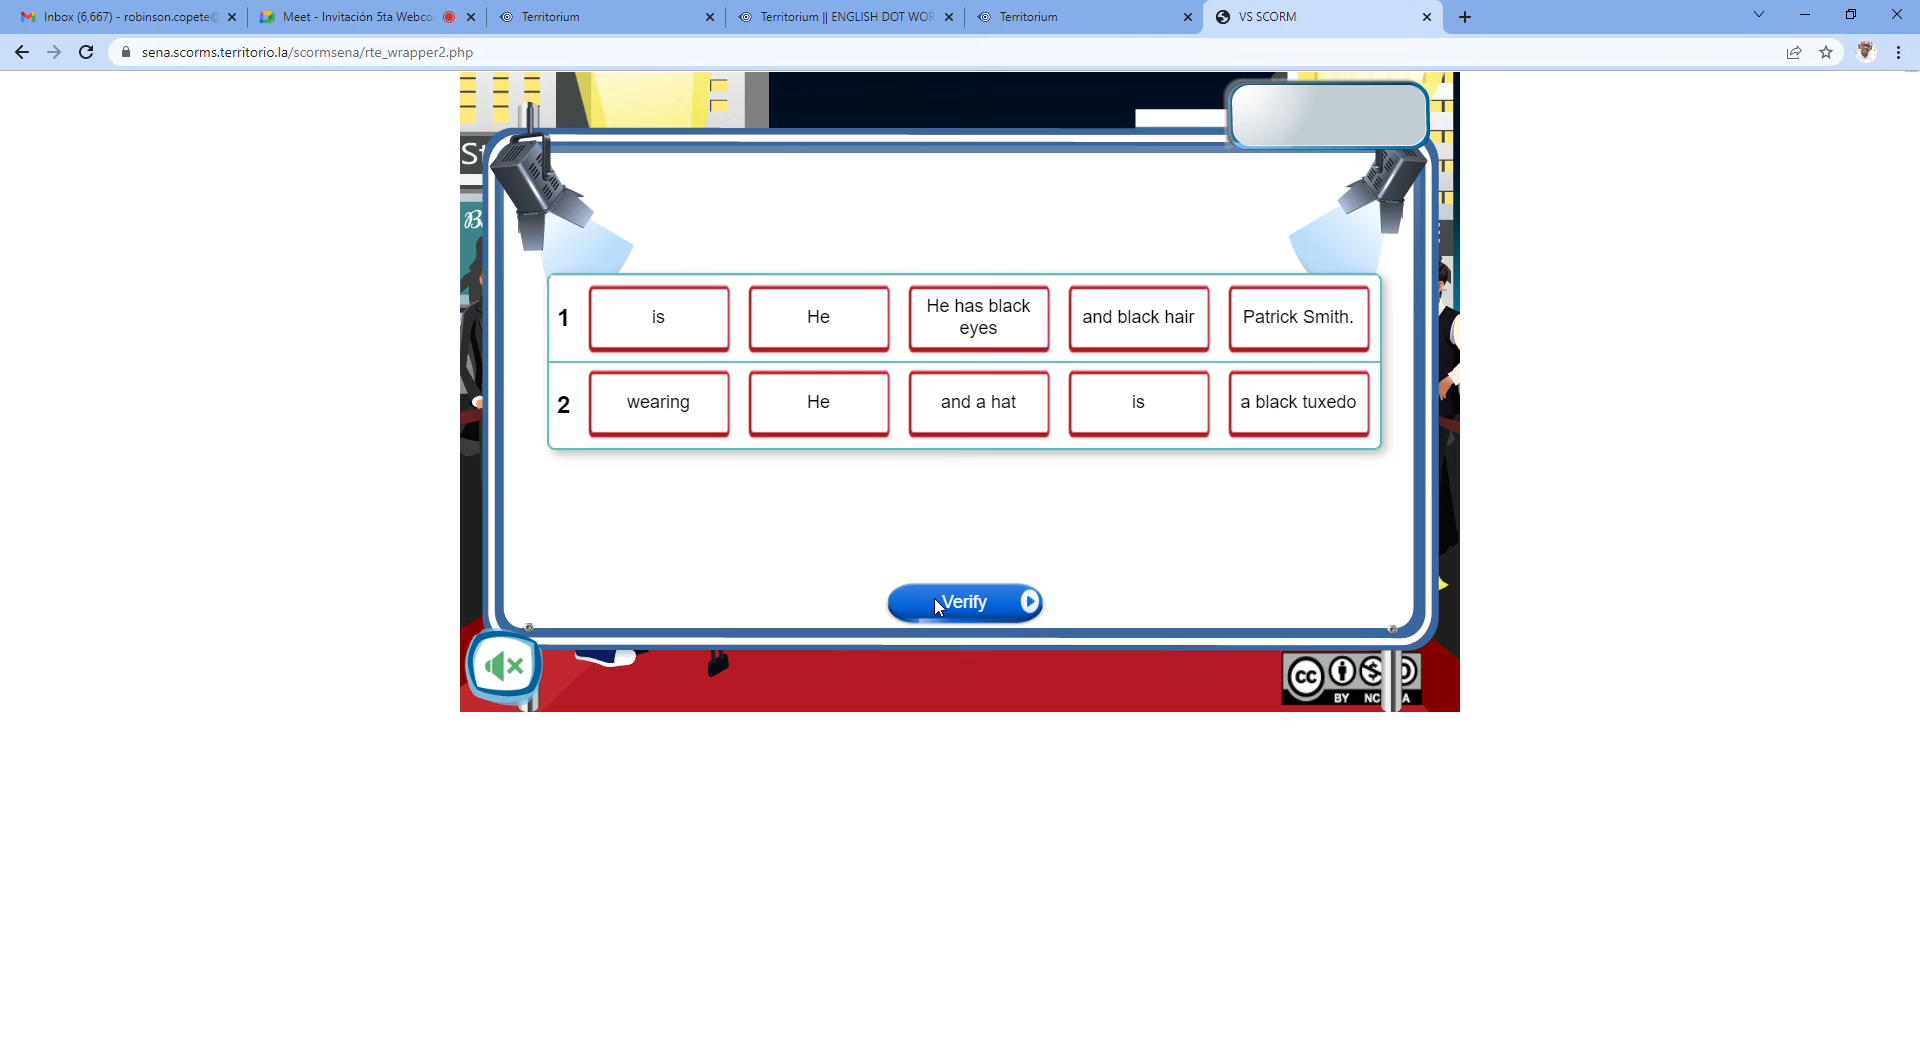 Inbox (6,667) - robinson.copete@
Meet - Invitación 5ta Webco
Territorium
Territorium || ENGLISH DOT WOR
Territorium
VS SCORM
sena.scorms.territorio.la/scormsena/rte_wrapper2.php
St
1
is
He
He has black
eyes
and black hair
Patrick Smith.
2
wearing
He
and a hat
is
a black tuxedo
Verify
CC
BY NC A